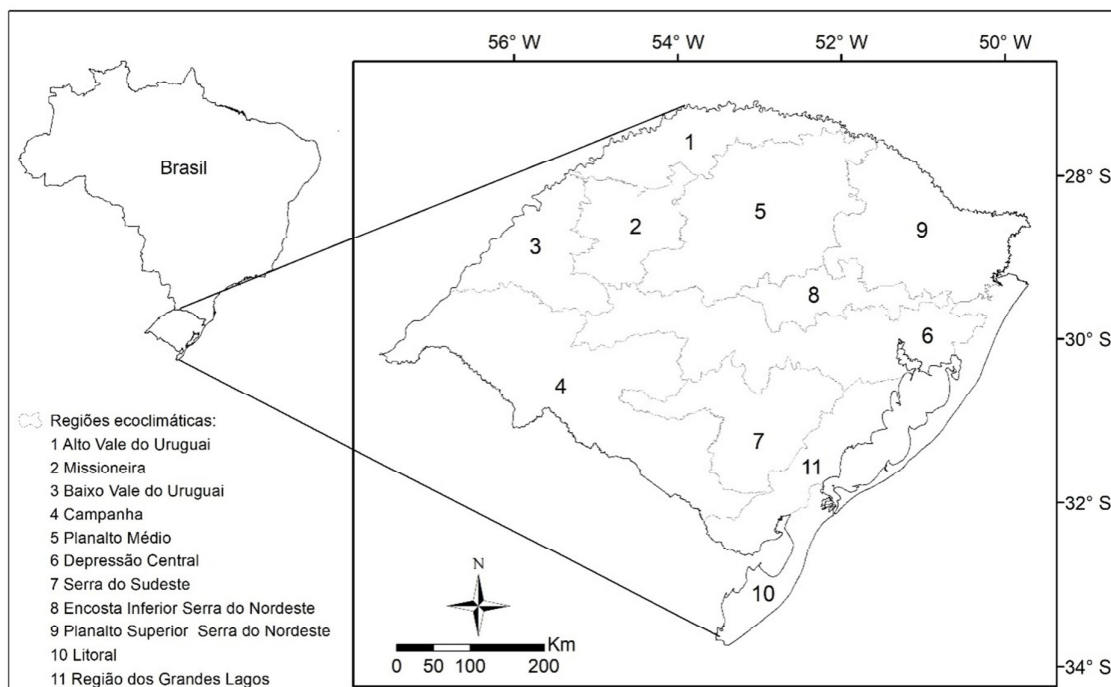 56° W 54° W 52° W 50° W
Brasil
28° S
30° S
32° S
34° S
1
2
3
5
9
8
6
4
7
11
10
Regiões ecoclimáticas:
1 Alto Vale do Uruguai
2 Missioneira
3 Baixo Vale do Uruguai
4 Campanha
5 Planalto Médio
6 Depressão Central
7 Serra do Sudeste
8 Encosta Inferior Serra do Nordeste
9 Planalto Superior Serra do Nordeste
10 Litoral
11 Região dos Grandes Lagos
N
Km
0 50 100 200